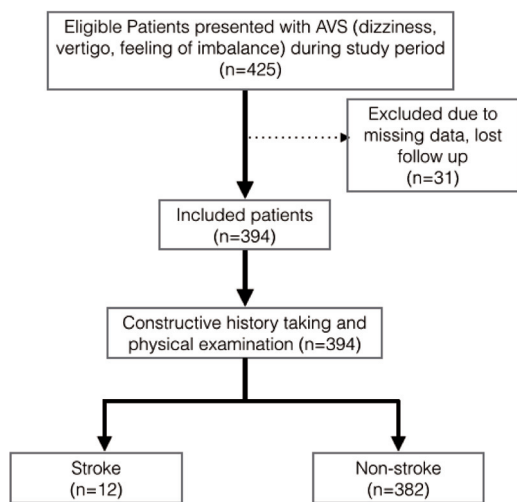 Eligible Patients presented with AVS (dizziness,
vertigo, feeling of imbalance) during study period
(n=425)
Excluded due to
missing data, lost
follow up
(n=31)
Included patients
(n=394)
Constructive history taking and
physical examination (n=394)
Stroke
(n=12)
Non-stroke
(n=382)